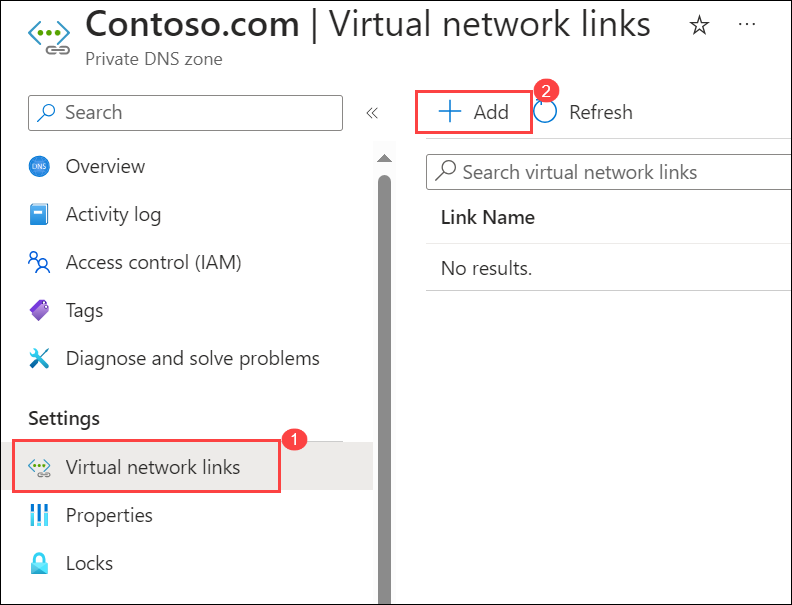 Contoso.com | Virtual network links
Private DNS zone
Search
Overview
DNS
Activity log
Access control (IAM)
Tags
Diagnose and solve problems
Settings
Virtual network links
1
Properties
Locks
Add
2
Refresh
Search virtual network links
Link Name
No results.